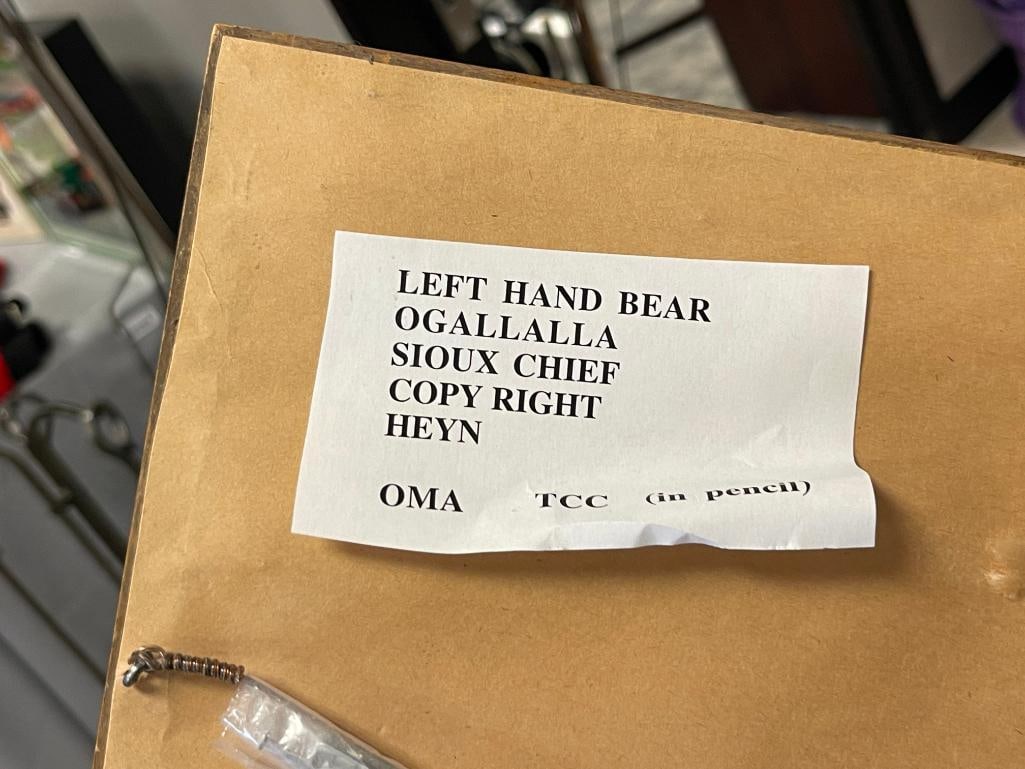 LEFT HAND BEAR
OGALLALLA
SIOUX CHIEF
COPY RIGHT
HEYN
OMA TCC (in pencil)